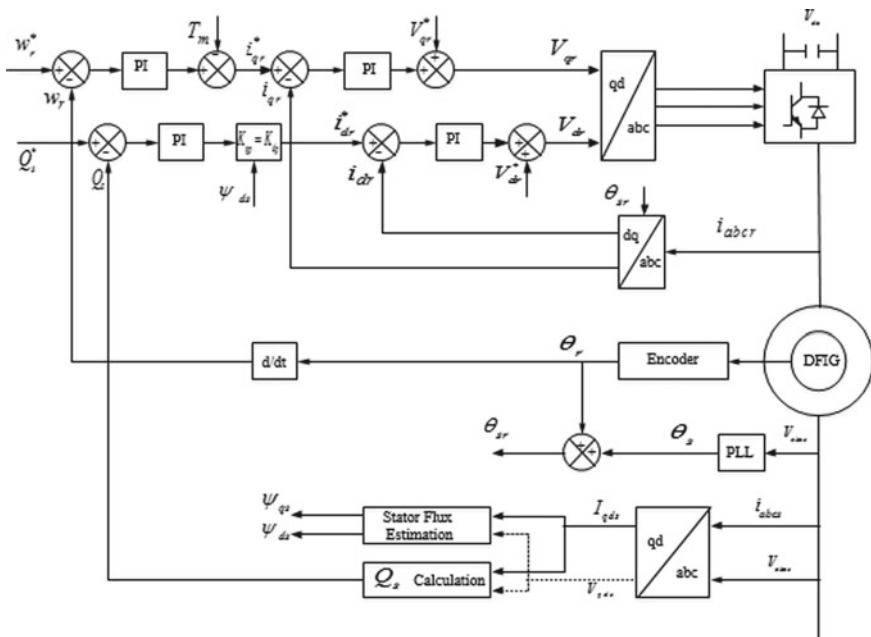 w*r
PI
Tm
i*qr
V*qr
PI
Vqr
qd
abc
wr
iqr
Q*s
Qs
PI
ψds
i*dr
idr
PI
V*dr
Vdr
θsr
dq
abc
iabcr
d/dt
θr
Encoder
DFIG
θsr
θs
PLL
ψqs
ψds
Stator Flux
Estimation
Iqds
qd
abc
iabcs
Qs Calculation
Vqds